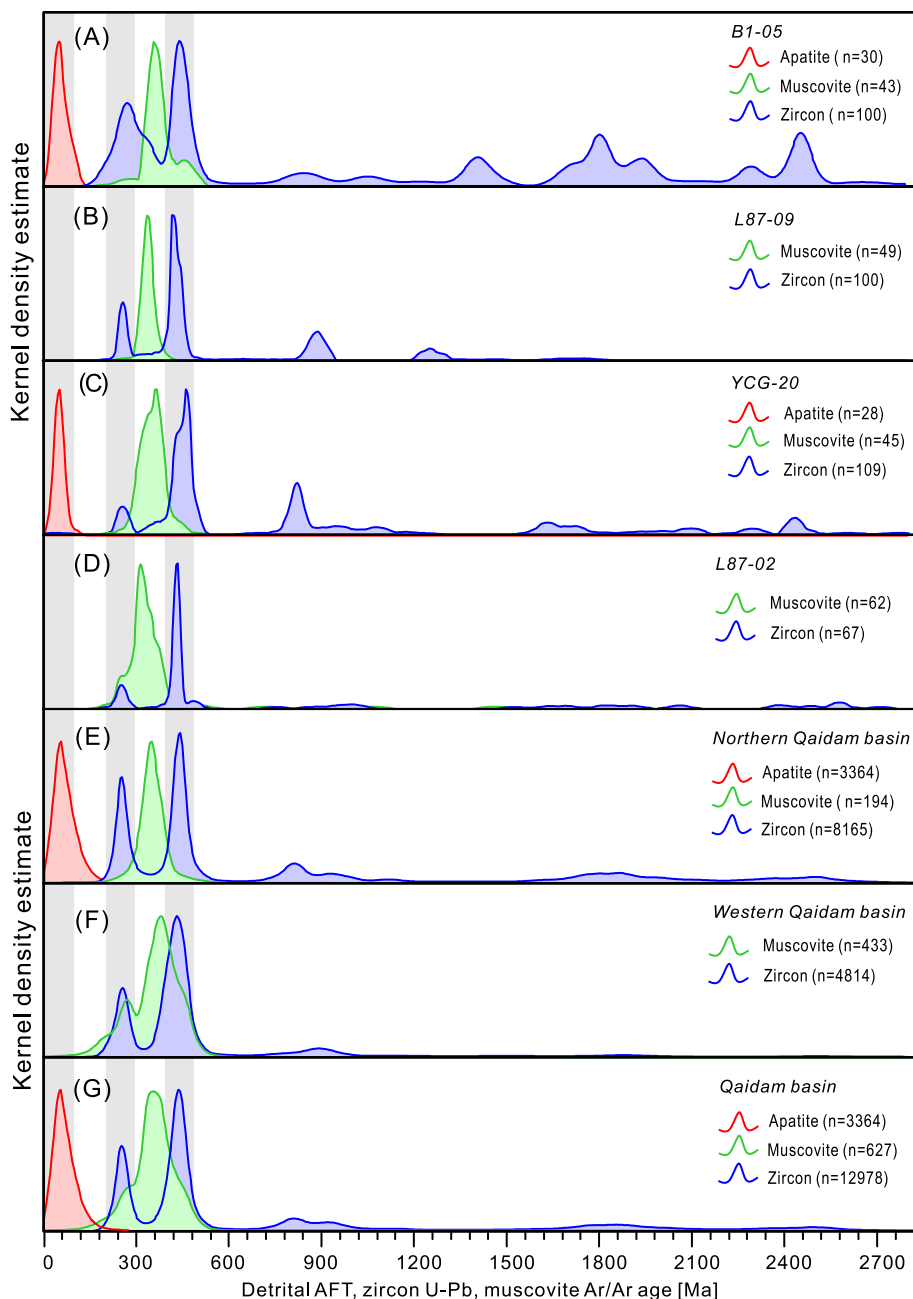 (A)
B1-05
Apatite ( n=30)
Muscovite (n=43)
Zircon ( n=100)
(B)
L87-09
Muscovite (n=49)
Zircon (n=100)
Kernel density estimate
(C)
YCG-20
Apatite (n=28)
Muscovite (n=45)
Zircon (n=109)
(D)
L87-02
Muscovite (n=62)
Zircon (n=67)
(E)
Northern Qaidam basin
Apatite (n=3364)
Muscovite (n=194)
Zircon (n=8165)
(F)
Western Qaidam basin
Muscovite (n=433)
Zircon (n=4814)
Kernel density estimate
(G)
Qaidam basin
Apatite (n=3364)
Muscovite (n=627)
Zircon (n=12978)
0 300 600 900 1200 1500 1800 2100 2400 2700
Detrital AFT, zircon U-Pb, muscovite Ar/Ar age [Ma]